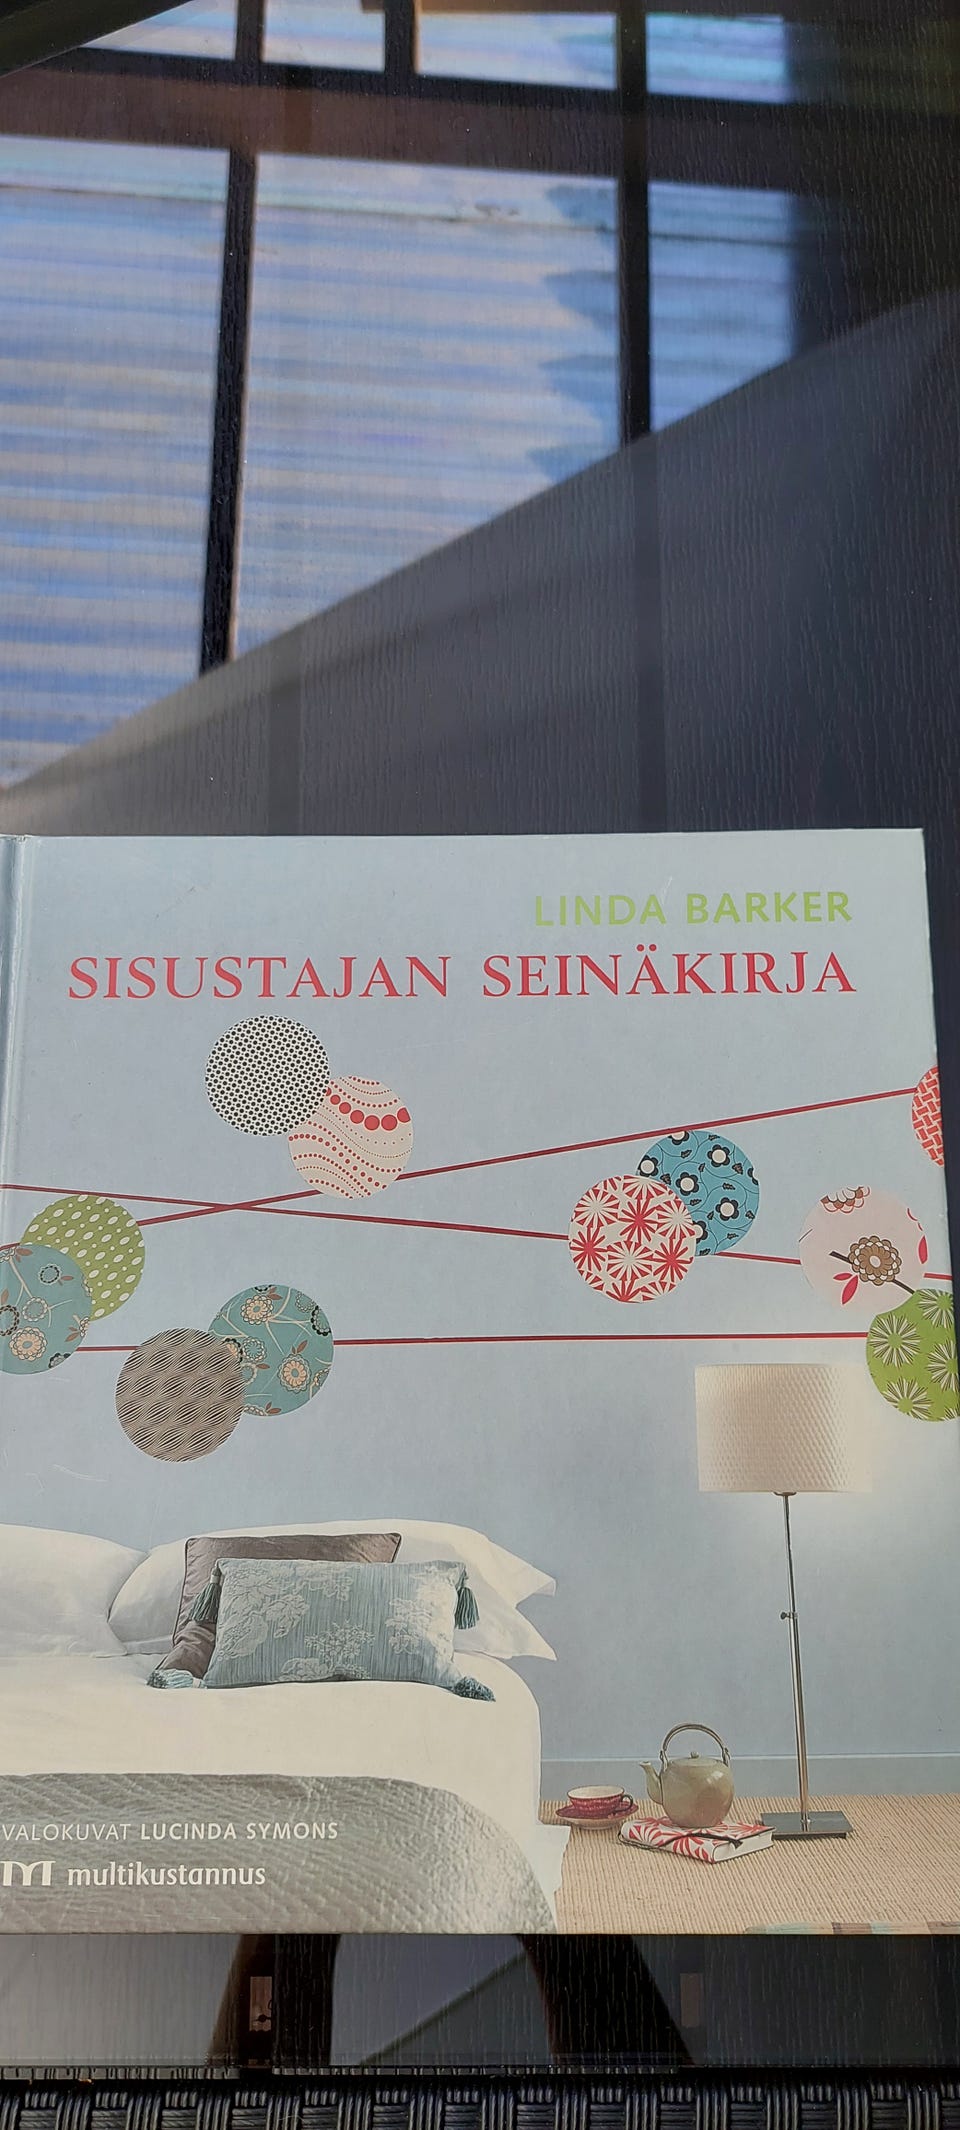 LINDA BARKER
SISUSTAJAN SEINÄKIRJA
VALOKUVAT LUCINDA SYMONS
multikustannus